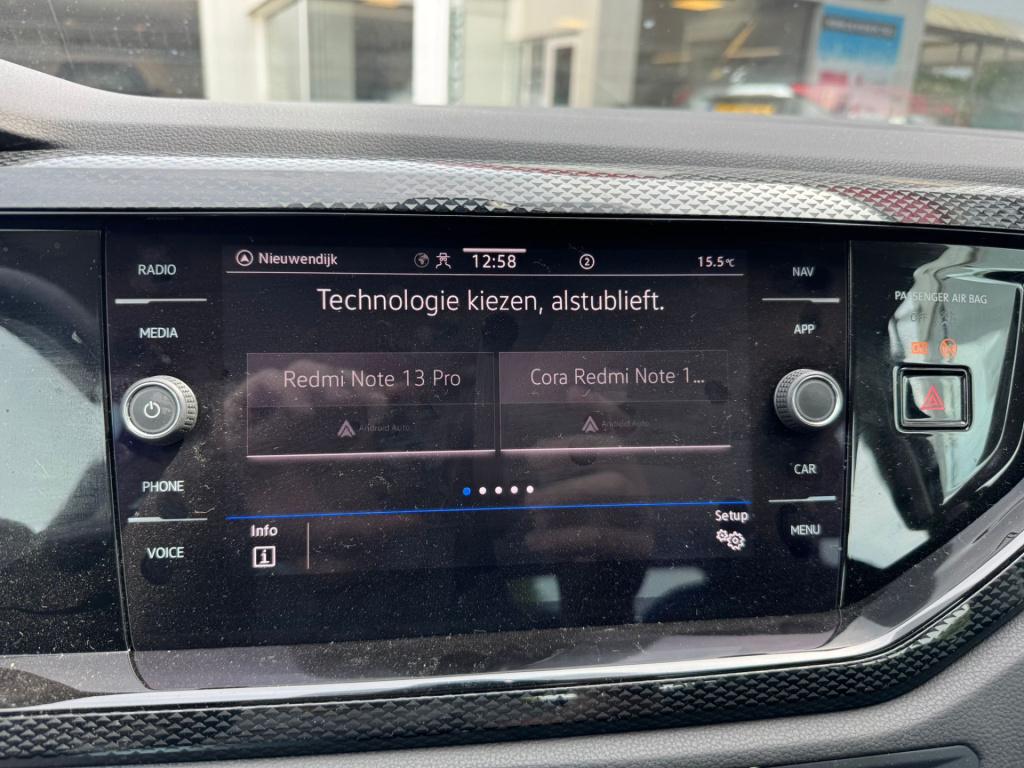 RADIO
MEDIA
PHONE
VOICE
Nieuwendijk
12:58
2
15.5°C
Technologie kiezen, alstublieft.
Redmi Note 13 Pro
Android Auto
Cora Redmi Note 1...
Android Auto
Info
i
Setup
NAV
APP
CAR
MENU
PASSENGER AIR BAG
OFF